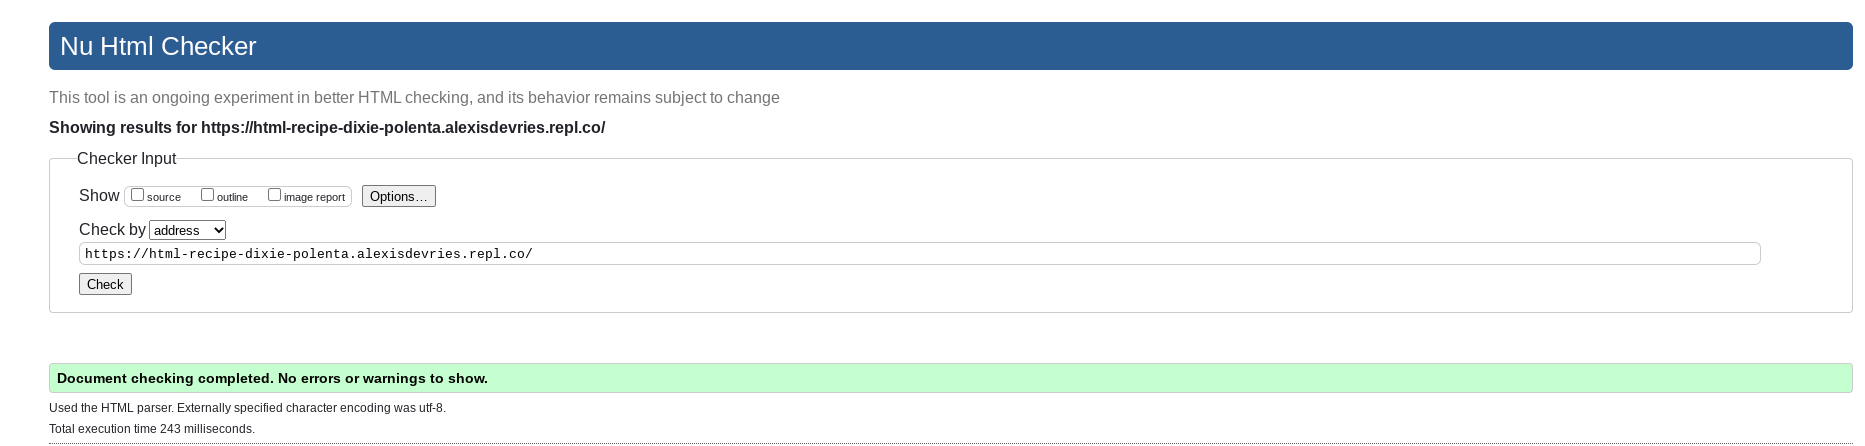 Nu Html Checker
This tool is an ongoing experiment in better HTML checking, and its behavior remains subject to change
Showing results for https://html-recipe-dixie-polenta.alexisdevries.repl.co/
Checker Input
Show source outline image report Options...
Check by address
https://html-recipe-dixie-polenta.alexisdevries.repl.co/
Check
Document checking completed. No errors or warnings to show.
Used the HTML parser. Externally specified character encoding was utf-8.
Total execution time 243 milliseconds.